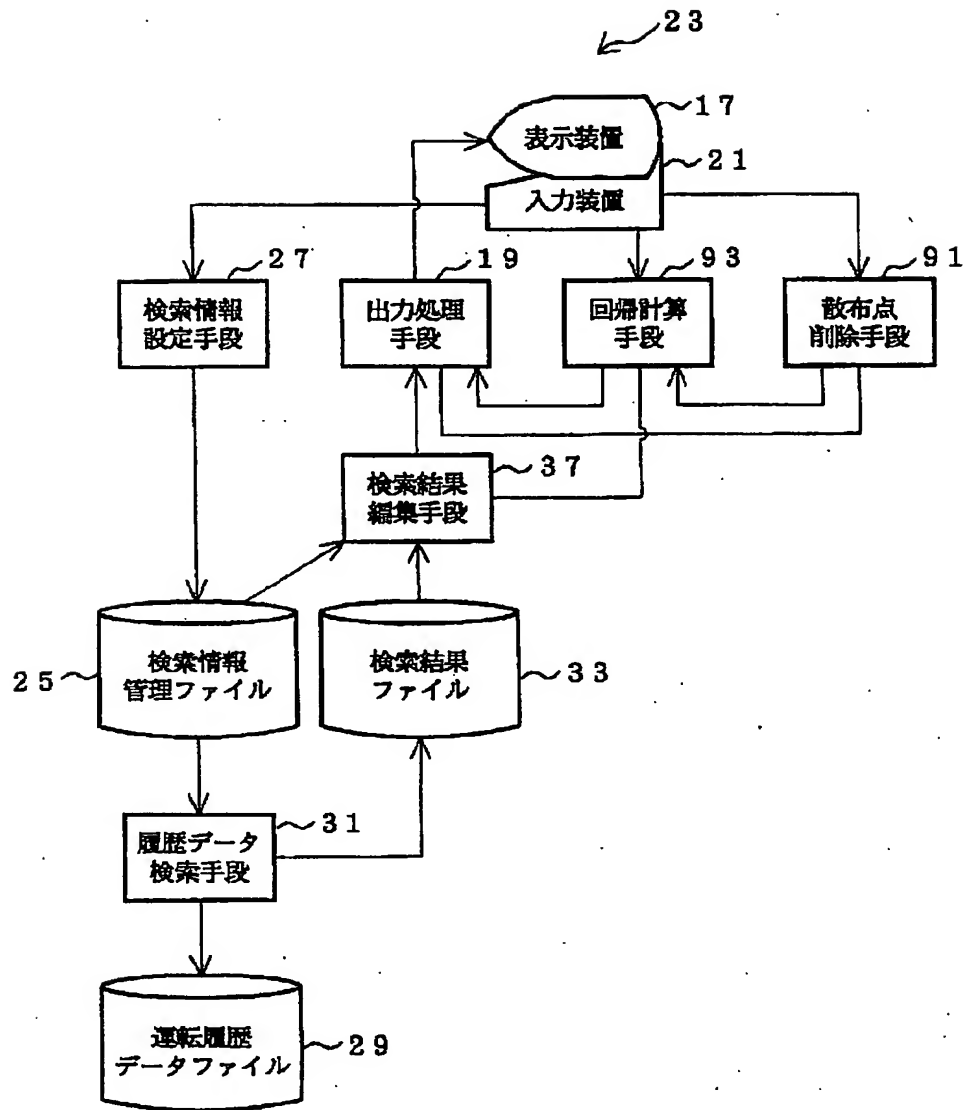 23
表示装置
17
21
入力装置
27
検索情報
設定手段
19
出力処理
手段
93
回帰計算
手段
91
散布点
削除手段
37
検索結果
編集手段
検索情報
管理ファイル
25
検索結果
ファイル
33
31
履歴データ
検索手段
運転履歴
データファイル
29